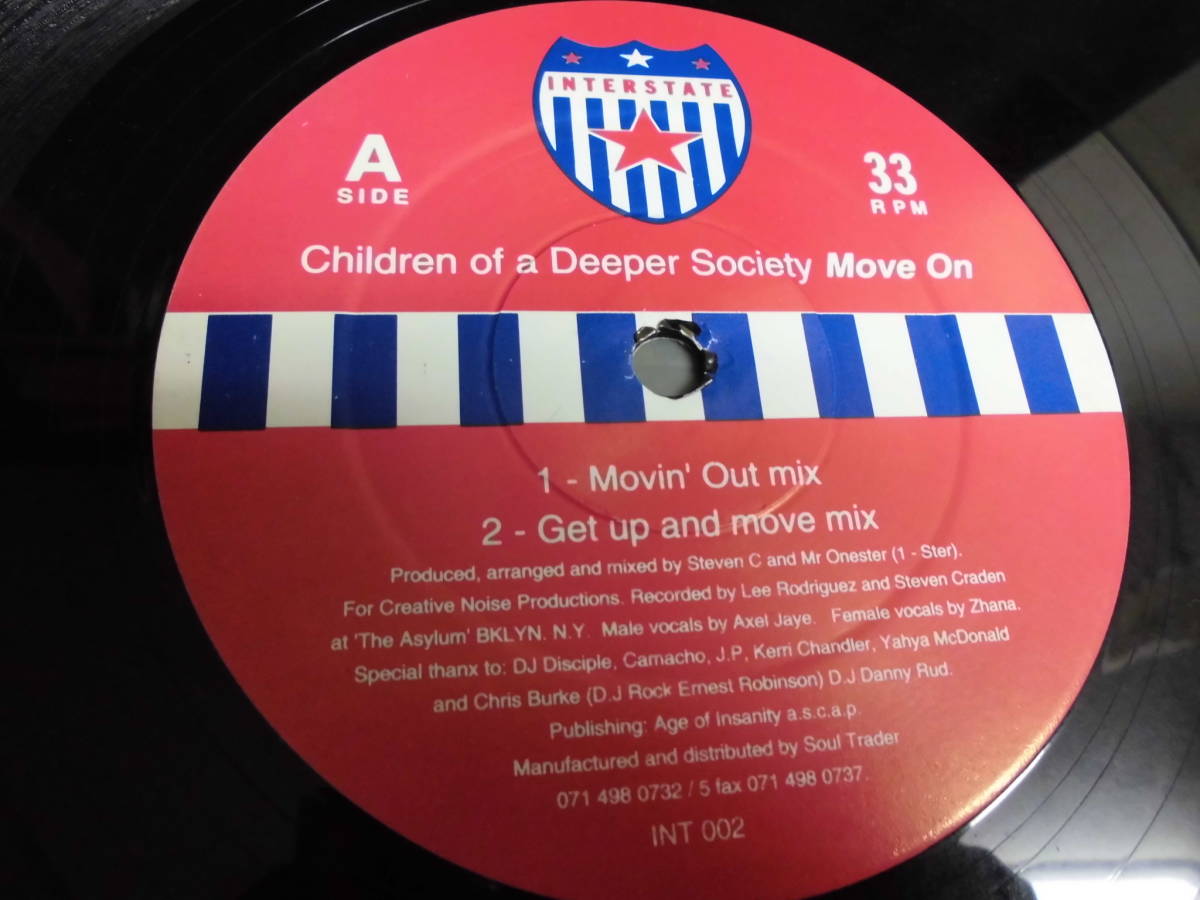 INTERSTATE
A
SIDE
33
RPM
Children of a Deeper Society Move On
1 - Movin' Out mix
2 - Get up and move mix
Produced, arranged and mixed by Steven C and Mr Onester (1 - Ster).
For Creative Noise Productions. Recorded by Lee Rodriguez and Steven Craden
at 'The Asylum' BKLYN. N.Y. Male vocals by Axel Jaye. Female vocals by Zhana.
Special thanx to: DJ Disciple, Camacho, J.P, Kerri Chandler, Yahya McDonald
and Chris Burke (D.J Rock Ernest Robinson) D.J Danny Rud.
Publishing: Age of Insanity a.s.c.a.p.
Manufactured and distributed by Soul Trader
071 498 0732 / 5 fax 071 498 0737.
INT 002